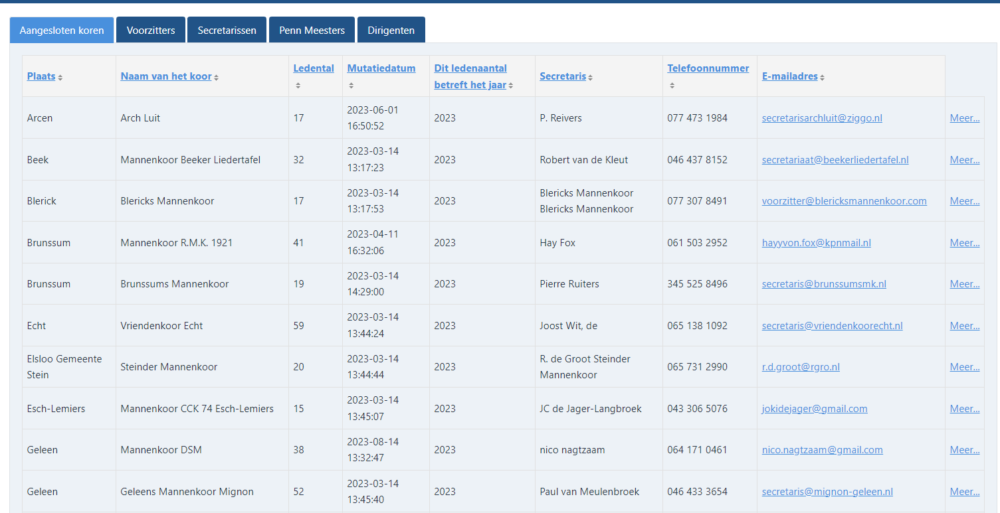 Aangesloten koren Voorzitters Secretarissen Penn Meesters Dirigenten
Plaats Naam van het koor Ledental Mutatiedatum Dit ledenaantal betreft het jaar Secretaris Telefoonnummer E-mailadres
Arcen Arch Luit 17 2023-06-01 16:50:52 2023 P. Reivers 077 473 1984 secretarisarchluit@ziggo.nl Meer...
Beek Mannenkoor Beeker Liedertafel 32 2023-03-14 13:17:23 2023 Robert van de Kleut 046 437 8152 secretariaat@beekerliedertafel.nl Meer...
Blerick Blericks Mannenkoor 17 2023-03-14 13:17:53 2023 Blericks Mannenkoor Blericks Mannenkoor 077 307 8491 voorzitter@blericksmannenkoor.com Meer...
Brunssum Mannenkoor R.M.K. 1921 41 2023-04-11 16:32:06 2023 Hay Fox 061 503 2952 hayyvon.fox@kpnmail.nl Meer...
Brunssum Brunssums Mannenkoor 19 2023-03-14 14:29:00 2023 Pierre Ruiters 345 525 8496 secretaris@brunssumsmk.nl Meer...
Echt Vriendenkoor Echt 59 2023-03-14 13:44:24 2023 Joost Wit, de 065 138 1092 secretaris@vriendenkoorecht.nl Meer...
Elsloo Gemeente Stein Steinder Mannenkoor 20 2023-03-14 13:44:44 2023 R. de Groot Steinder Mannenkoor 065 731 2990 r.d.groot@rgro.nl Meer...
Esch-Lemiers Mannenkoor CCK 74 Esch-Lemiers 15 2023-03-14 13:45:07 2023 JC de Jager-Langbroek 043 306 5076 jokidejager@gmail.com Meer...
Geleen Mannenkoor DSM 38 2023-08-14 13:32:47 2023 nico nagtzaam 064 171 0461 nico.nagtzaam@gmail.com Meer...
Geleen Geleens Mannenkoor Mignon 52 2023-03-14 13:45:40 2023 Paul van Meulenbroek 046 433 3654 secretaris@mignon-geleen.nl Meer...